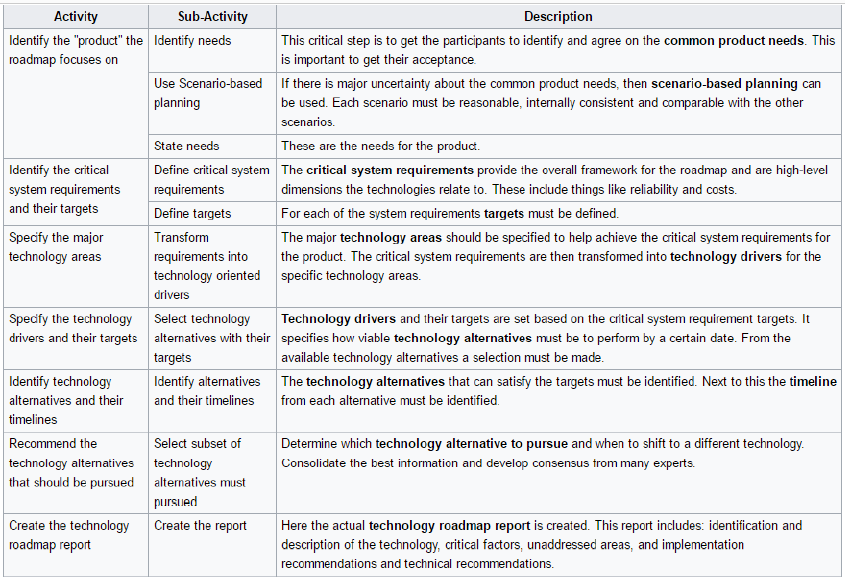 Activity Sub-Activity Description
Identify the "product" the
roadmap focuses on
Identify needs
This critical step is to get the participants to identify and agree on the common product needs. This
is important to get their acceptance.
Use Scenario-based
planning
If there is major uncertainty about the common product needs, then scenario-based planning can
be used. Each scenario must be reasonable, internally consistent and comparable with the other
scenarios.
State needs
These are the needs for the product.
Identify the critical
system requirements
and their targets
Define critical system
requirements
The critical system requirements provide the overall framework for the roadmap and are high-level
dimensions the technologies relate to. These include things like reliability and costs.
Define targets
For each of the system requirements targets must be defined.
Specify the major
technology areas
Transform
requirements into
technology oriented
drivers
The major technology areas should be specified to help achieve the critical system requirements for
the product. The critical system requirements are then transformed into technology drivers for the
specific technology areas.
Specify the technology
drivers and their targets
Select technology
alternatives with their
targets
Technology drivers and their targets are set based on the critical system requirement targets. It
specifies how viable technology alternatives must be to perform by a certain date. From the
available technology alternatives a selection must be made.
Identify technology
alternatives and their
timelines
Identify alternatives
and their timelines
The technology alternatives that can satisfy the targets must be identified. Next to this the timeline
from each alternative must be identified.
Recommend the
technology alternatives
that should be pursued
Select subset of
technology
alternatives must
pursued
Determine which technology alternative to pursue and when to shift to a different technology.
Consolidate the best information and develop consensus from many experts.
Create the technology
roadmap report
Create the report
Here the actual technology roadmap report is created. This report includes: identification and
description of the technology, critical factors, unaddressed areas, and implementation
recommendations and technical recommendations.